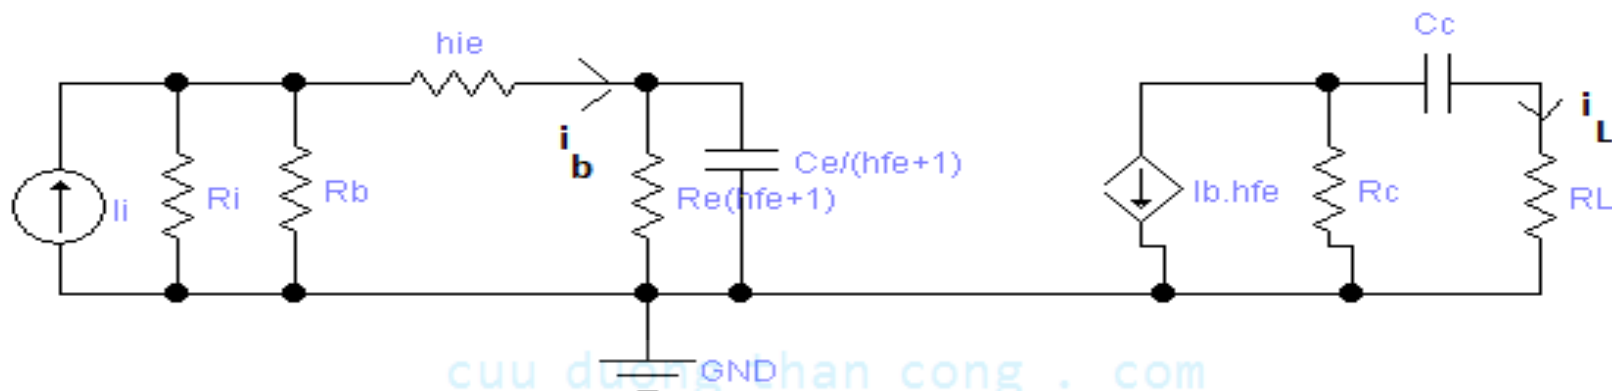 Cc
hie
i
L
i
b
Ce/(hfe+1)
Ii
Ri
Rb
Re(hfe+1)
Ib.hfe
Rc
RL
GND
cuu duong than cong . com